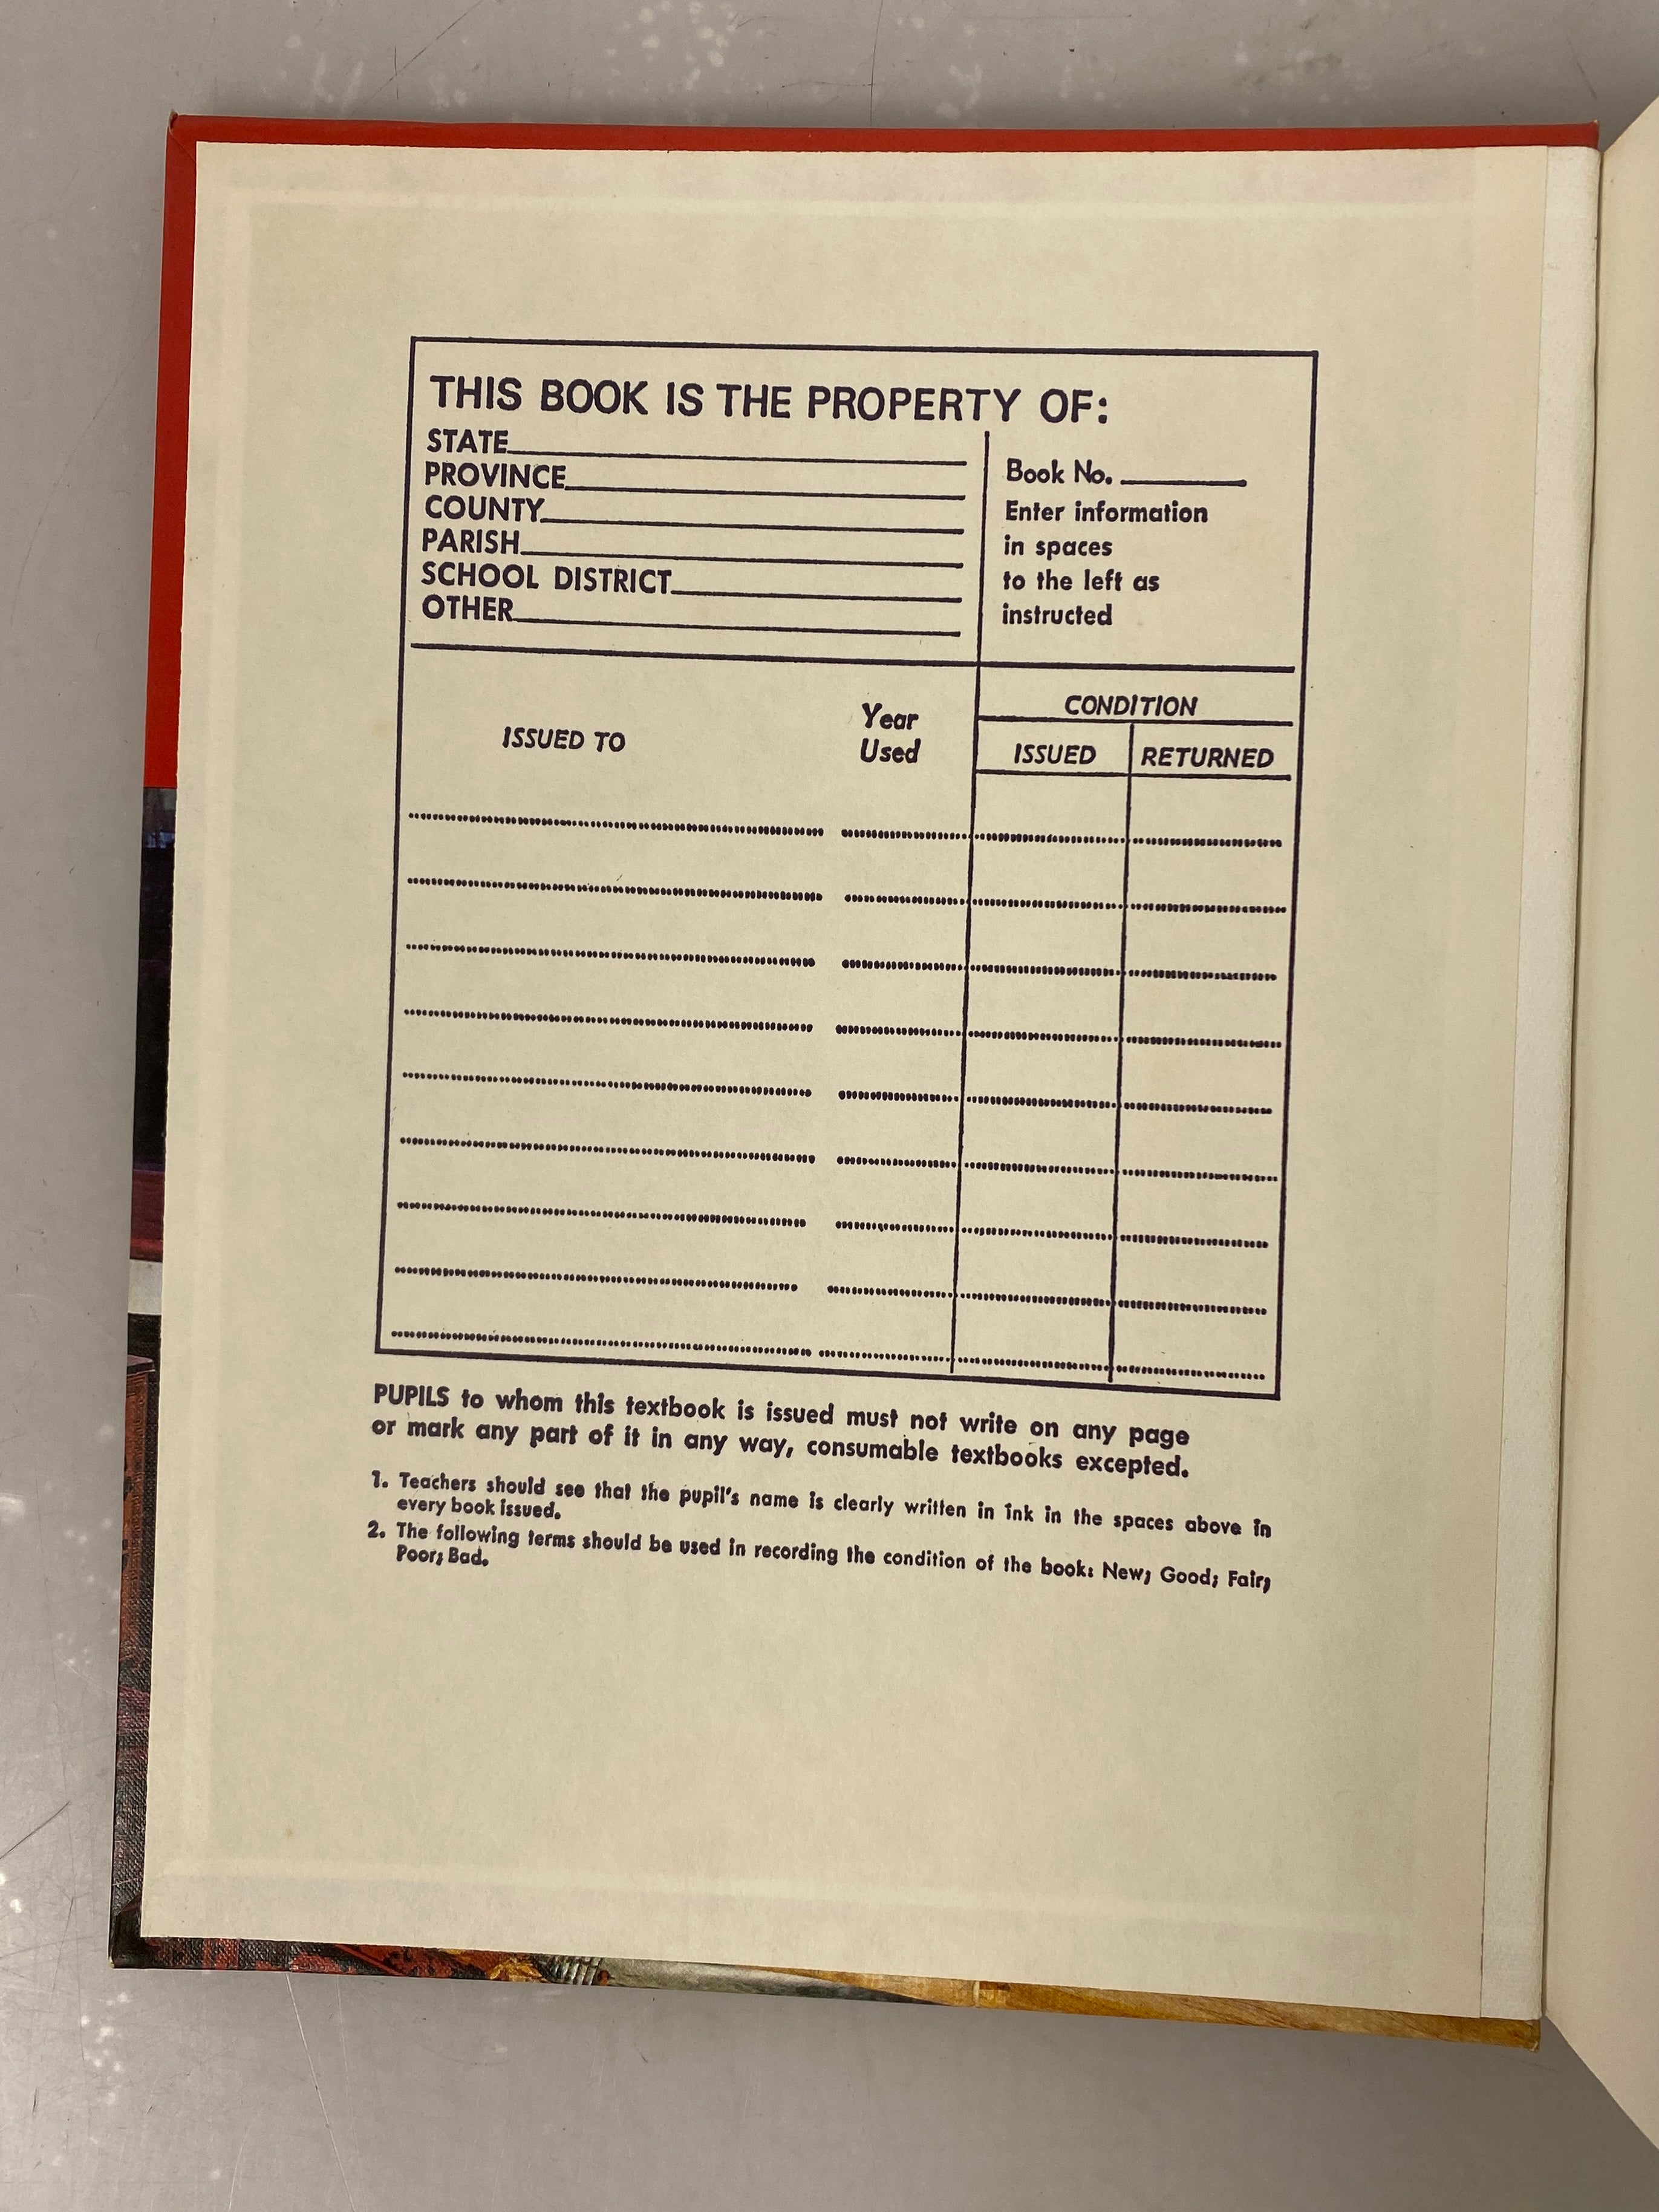 THIS BOOK IS THE PROPERTY OF:
STATE
PROVINCE
COUNTY
PARISH
SCHOOL DISTRICT
OTHER
Book No.
Enter information
in spaces
to the left as
instructed
ISSUED TO
Year
Used
CONDITION
ISSUED
RETURNED
PUPILS to whom this textbook is issued must not write on any page
or mark any part of it in any way, consumable textbooks excepted.
1. Teachers should see that the pupil's name is clearly written in ink in the spaces above in
every book issued.
2. The following terms should be used in recording the condition of the book: New; Good; Fair;
Poor; Bad.